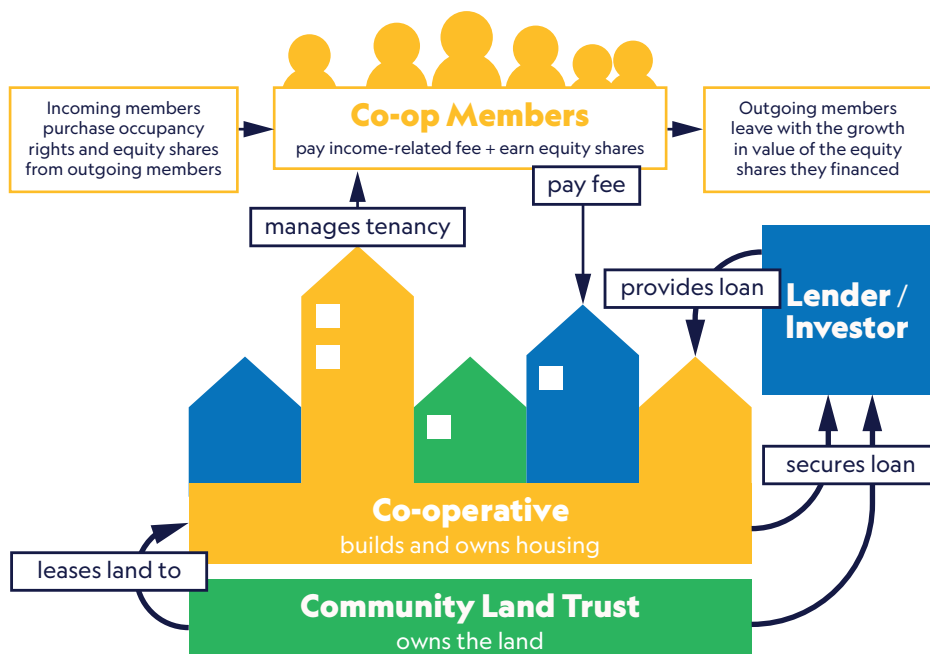 Incoming members
purchase occupancy
rights and equity shares
from outgoing members
Co-op Members
pay income-related fee + earn equity shares
Outgoing members
leave with the growth
in value of the equity
shares they financed
pay fee
manages tenancy
provides loan
Lender /
Investor
secures loan
Co-operative
builds and owns housing
leases land to
Community Land Trust
owns the land